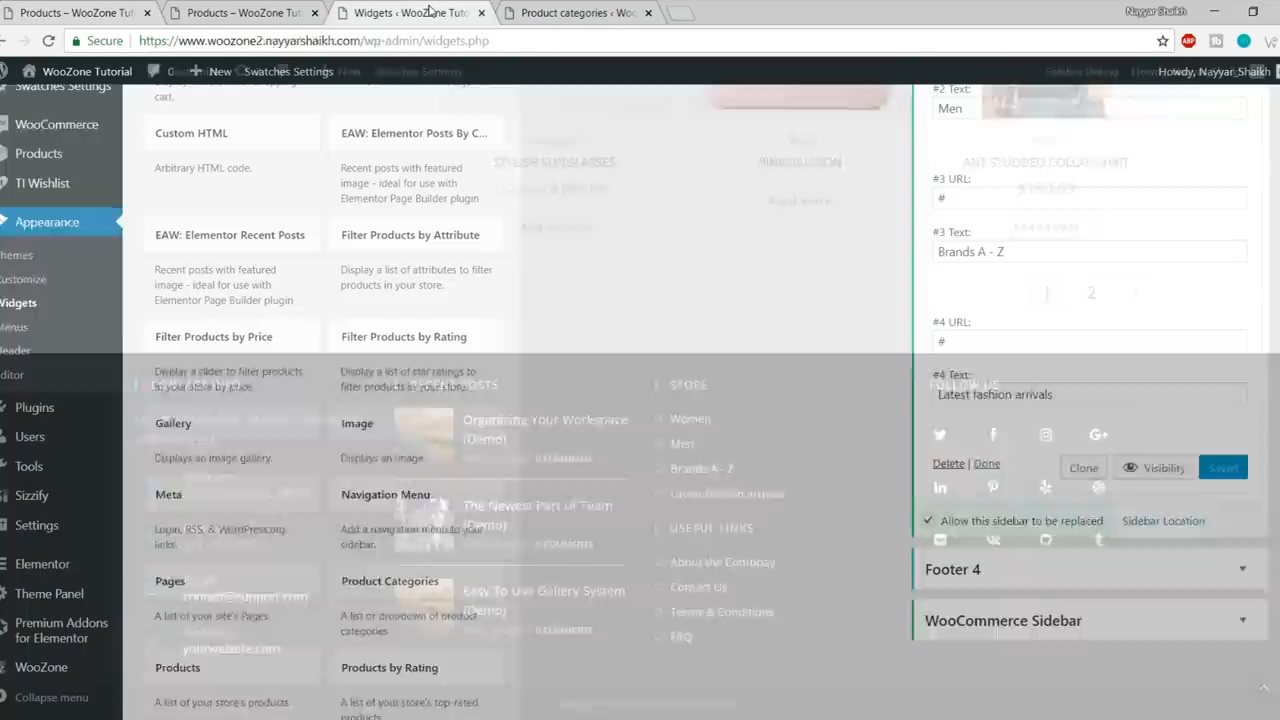 Products – WooZone Tut
Products – WooZone Tut
Widgets ‹ WooZone Tuto
Product categories ‹ Woo
Nayyar Shaikh
Secure
https://www.woozone2.nayyarshaikh.com/wp-admin/widgets.php
WooZone Tutorial
New
Swatches Settings
Howdy, Nayyar Shaikh
Swatches Settings
WooCommerce
Products
TI Wishlist
Appearance
Themes
Customize
Widgets
Menus
Header
Editor
Plugins
Users
Tools
Sizzify
Settings
Elementor
Theme Panel
Premium Addons
for Elementor
WooZone
Collapse menu
cart.
Custom HTML
Arbitrary HTML code.
EAW: Elementor Posts By C...
Recent posts with featured
image - ideal for use with
Elementor Page Builder plugin
EAW: Elementor Recent Posts
Recent posts with featured
image - ideal for use with
Elementor Page Builder plugin
Filter Products by Attribute
Display a list of attributes to filter
products in your store.
Filter Products by Price
Display a slider to filter products
in your store by price.
Filter Products by Rating
Display a list of star ratings to
filter products in your store.
Gallery
Displays an image gallery.
Image
Displays an image.
Meta
Login, RSS, & WordPress.org
links.
Navigation Menu
Add a navigation menu to your
sidebar.
Pages
A list of your site's Pages.
Product Categories
A list or dropdown of product
categories.
Products
A list of your store's products
Products by Rating
A list of your store's top-rated
products
STYLISH SUNGLASSES
1
2
RECENT POSTS
Organizing Your Workspace
(Demo)
0 COMMENTS
The Newest Part of Team
(Demo)
0 COMMENTS
Easy To Use Gallery System
(Demo)
0 COMMENTS
yourwebsite.com
STORE
Women
Men
Brands A - Z
Latest fashion arrivals
USEFUL LINKS
About the Company
Contact Us
Terms & Conditions
FAQ
FOLLOW US
#2 Text:
Men
#3 URL:
#
#3 Text:
Brands A - Z
#4 URL:
#
#4 Text:
Latest fashion arrivals
Delete | Done
Clone
Visibility
Saved
Allow this sidebar to be replaced
Sidebar Location
Footer 4
WooCommerce Sidebar